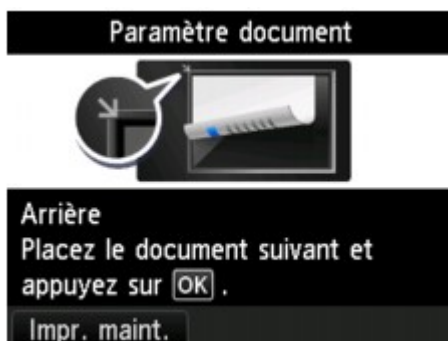 Paramètre document
Arrière
Placez le document suivant et
appuyez sur OK .
Impr. maint.